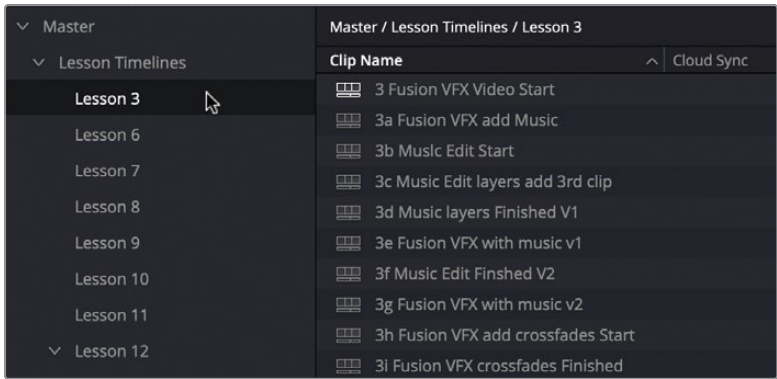 Master
Lesson Timelines
Lesson 3
Lesson 6
Lesson 7
Lesson 8
Lesson 9
Lesson 10
Lesson 11
Lesson 12
Master / Lesson Timelines / Lesson 3
Clip Name Cloud Sync
3 Fusion VFX Video Start
3a Fusion VFX add Music
3b MusIc Edit Start
3c Music Edit layers add 3rd clip
3d Music layers Finished V1
3e Fusion VFX with music v1
3f Music Edit Finshed V2
3g Fusion VFX with music v2
3h Fusion VFX add crossfades Start
3i Fusion VFX crossfades Finished